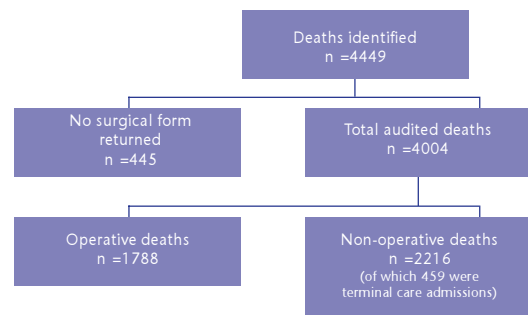 Deaths identified
n =4449
No surgical form
returned
n =445
Total audited deaths
n =4004
Operative deaths
n =1788
Non-operative deaths
n =2216
(of which 459 were
terminal care admissions)